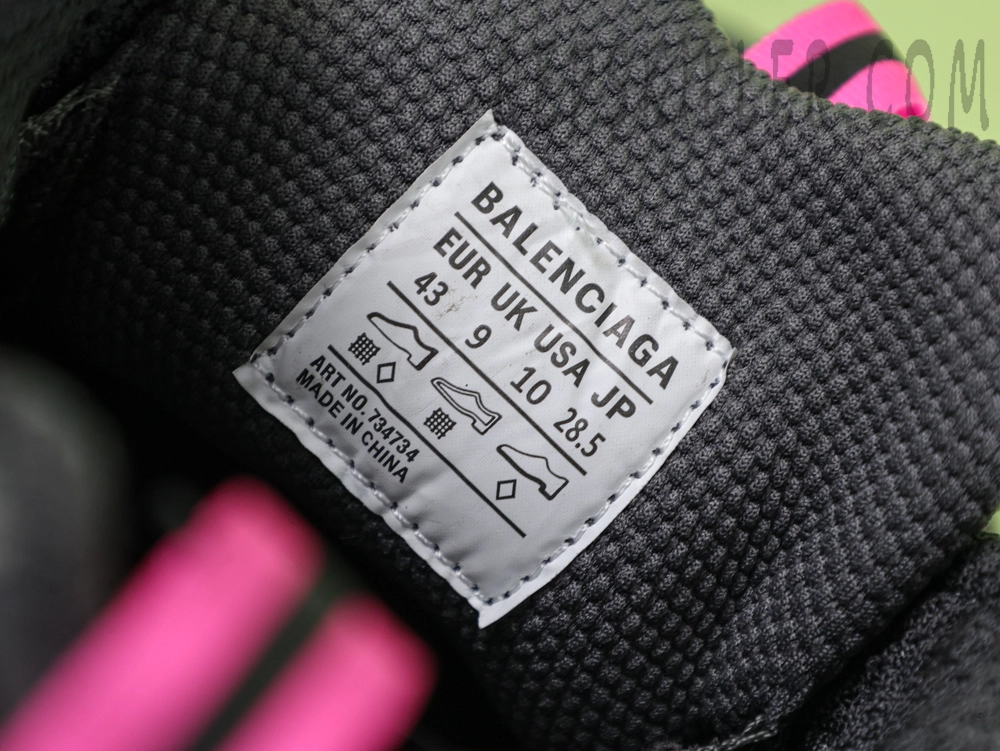 BALENCIAGA
EUR UK USA JP
43 9 10 28.5
ART NO. 734734
MADE IN CHINA